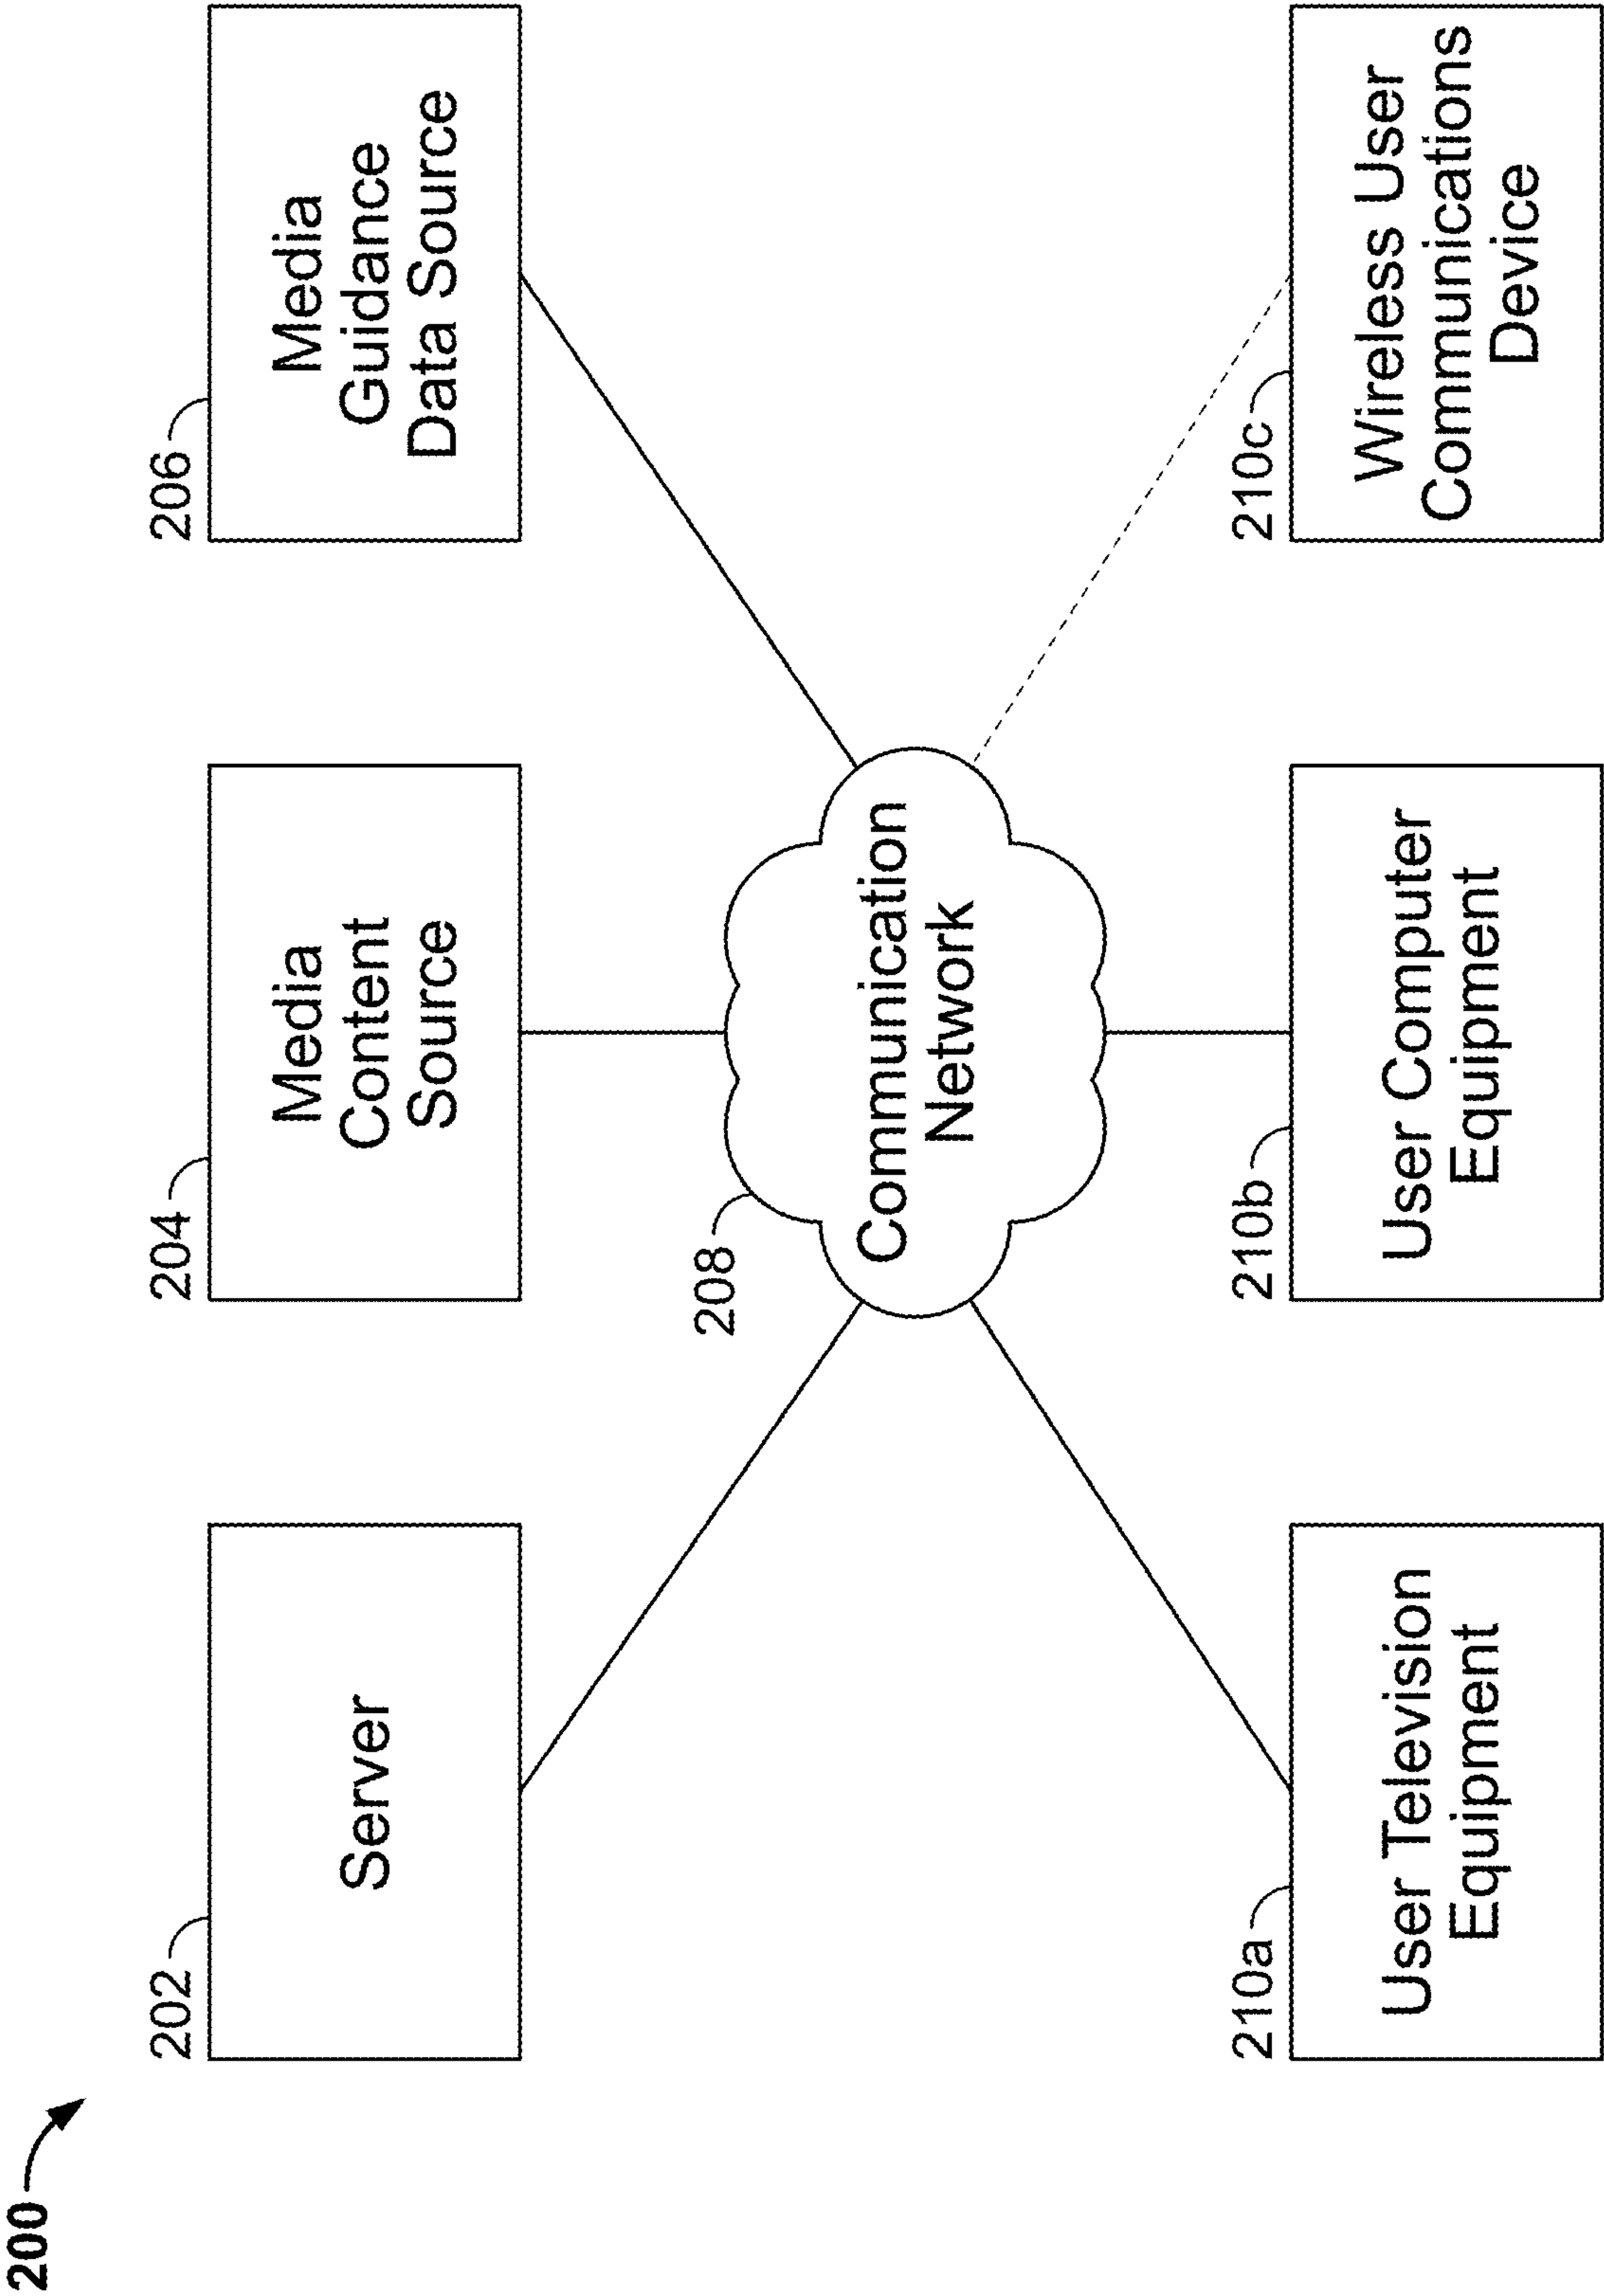 200
202
Server
204
Media
Content
Source
206
Media
Guidance
Data Source
208
Communication
Network
210a
User Television
Equipment
210b
User Computer
Equipment
210c
Wireless User
Communications
Device